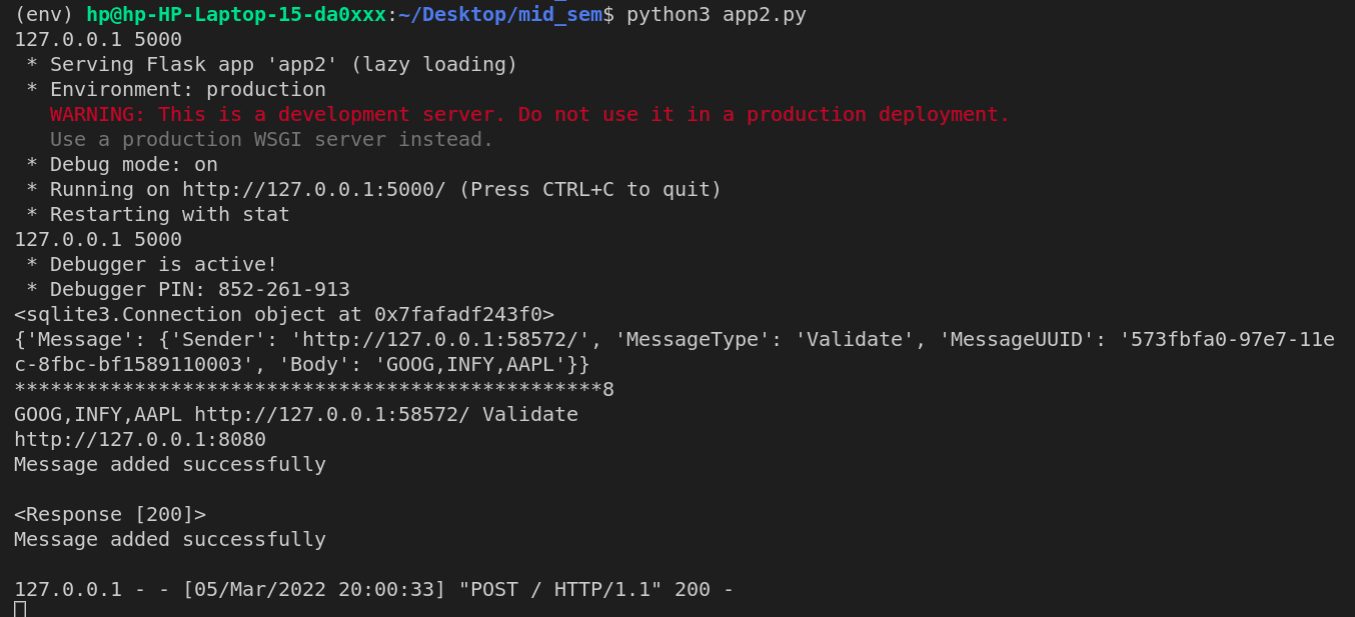 (env) hp@hp-HP-Laptop-15-da0xxx:~/Desktop/mid_sem$ python3 app2.py
127.0.0.1 5000
 * Serving Flask app 'app2' (lazy loading)
 * Environment: production
   WARNING: This is a development server. Do not use it in a production deployment.
   Use a production WSGI server instead.
 * Debug mode: on
 * Running on http://127.0.0.1:5000/ (Press CTRL+C to quit)
 * Restarting with stat
127.0.0.1 5000
 * Debugger is active!
 * Debugger PIN: 852-261-913
<sqlite3.Connection object at 0x7fafadf243f0>
{'Message': {'Sender': 'http://127.0.0.1:58572/', 'MessageType': 'Validate', 'MessageUUID': '573fbfa0-97e7-11e
c-8fbc-bf1589110003', 'Body': 'GOOG,INFY,AAPL'}}
*************************************************8
GOOG,INFY,AAPL http://127.0.0.1:58572/ Validate
http://127.0.0.1:8080
Message added successfully

<Response [200]>
Message added successfully

127.0.0.1 - - [05/Mar/2022 20:00:33] "POST / HTTP/1.1" 200 -